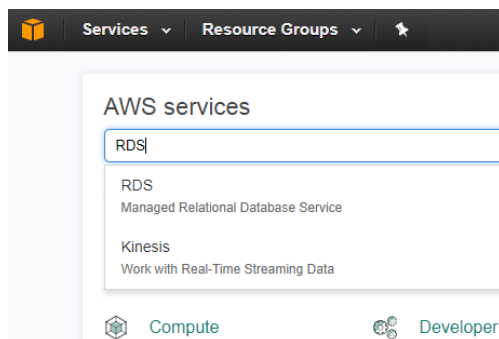 Services Resource Groups
AWS services
RDS
RDS
Managed Relational Database Service
Kinesis
Work with Real-Time Streaming Data
Compute Developer